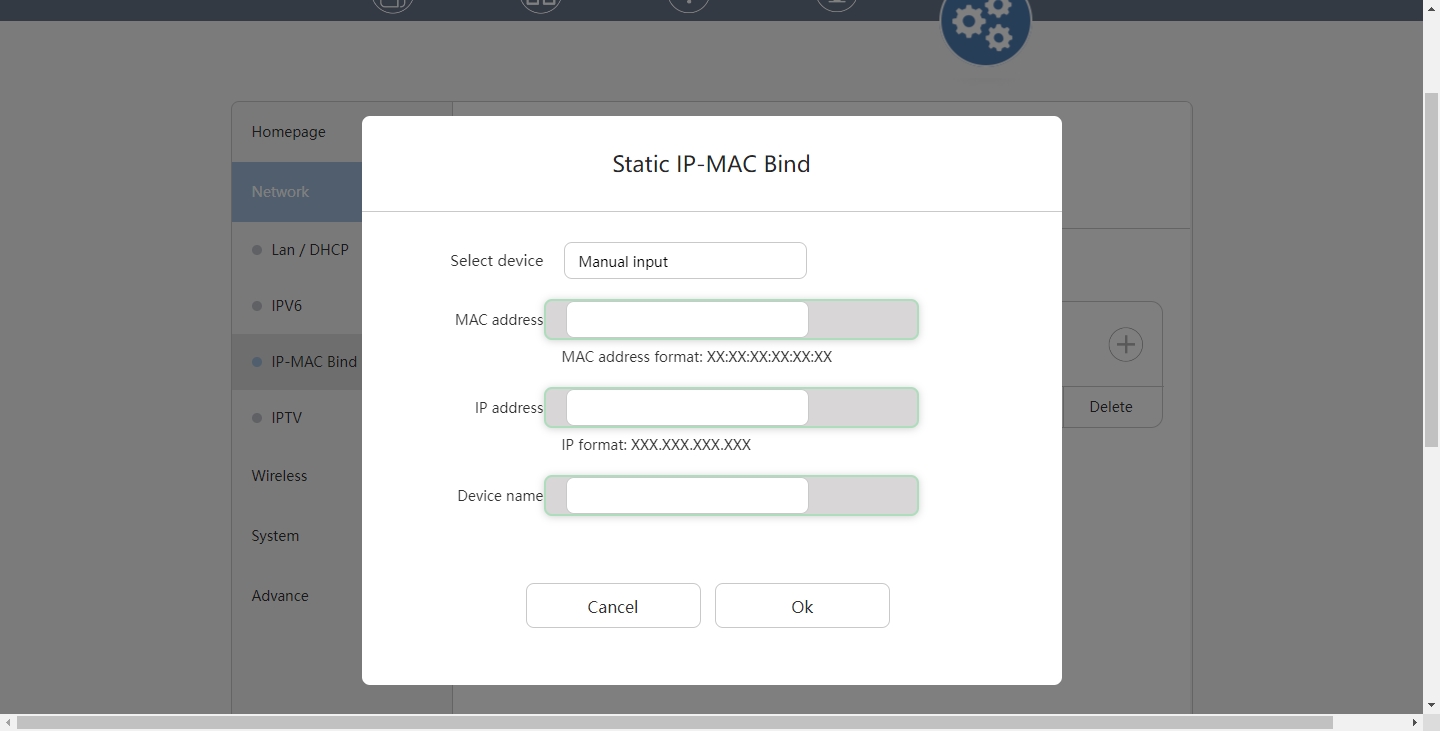 Homepage
Network
Lan / DHCP
IPV6
IP-MAC Bind
IPTV
Wireless
System
Advance
Static IP-MAC Bind
Select device Manual input
MAC address
MAC address format: XX:XX:XX:XX:XX:XX
IP address
IP format: XXX.XXX.XXX.XXX
Device name
Cancel Ok
Delete